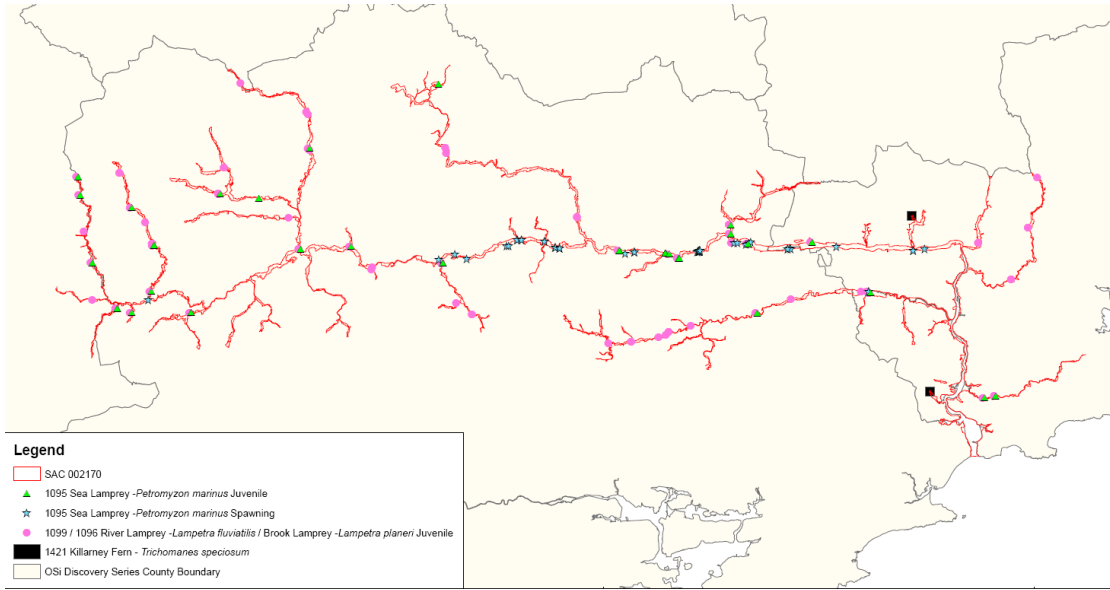 Legend
SAC 002170
1095 Sea Lamprey -Petromyzon marinus Juvenile
1095 Sea Lamprey -Petromyzon marinus Spawning
1099 / 1096 River Lamprey -Lampetra fluviatilis / Brook Lamprey -Lampetra planeri Juvenile
1421 Killarney Fern - Trichomanes speciosum
OSi Discovery Series County Boundary